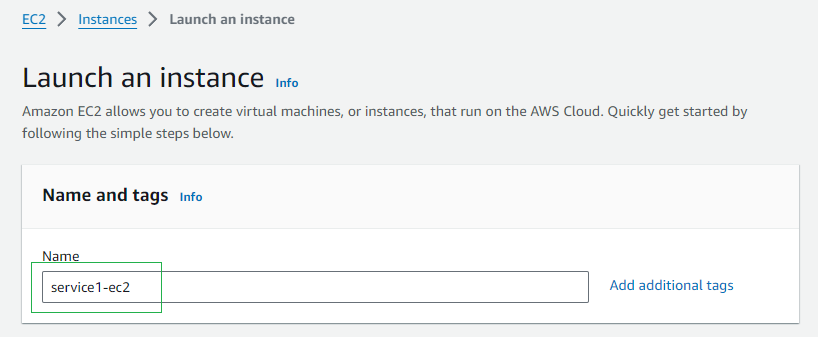 EC2 > Instances > Launch an instance
Launch an instance Info
Amazon EC2 allows you to create virtual machines, or instances, that run on the AWS Cloud. Quickly get started by
following the simple steps below.
Name and tags Info
Name
service1-ec2
Add additional tags